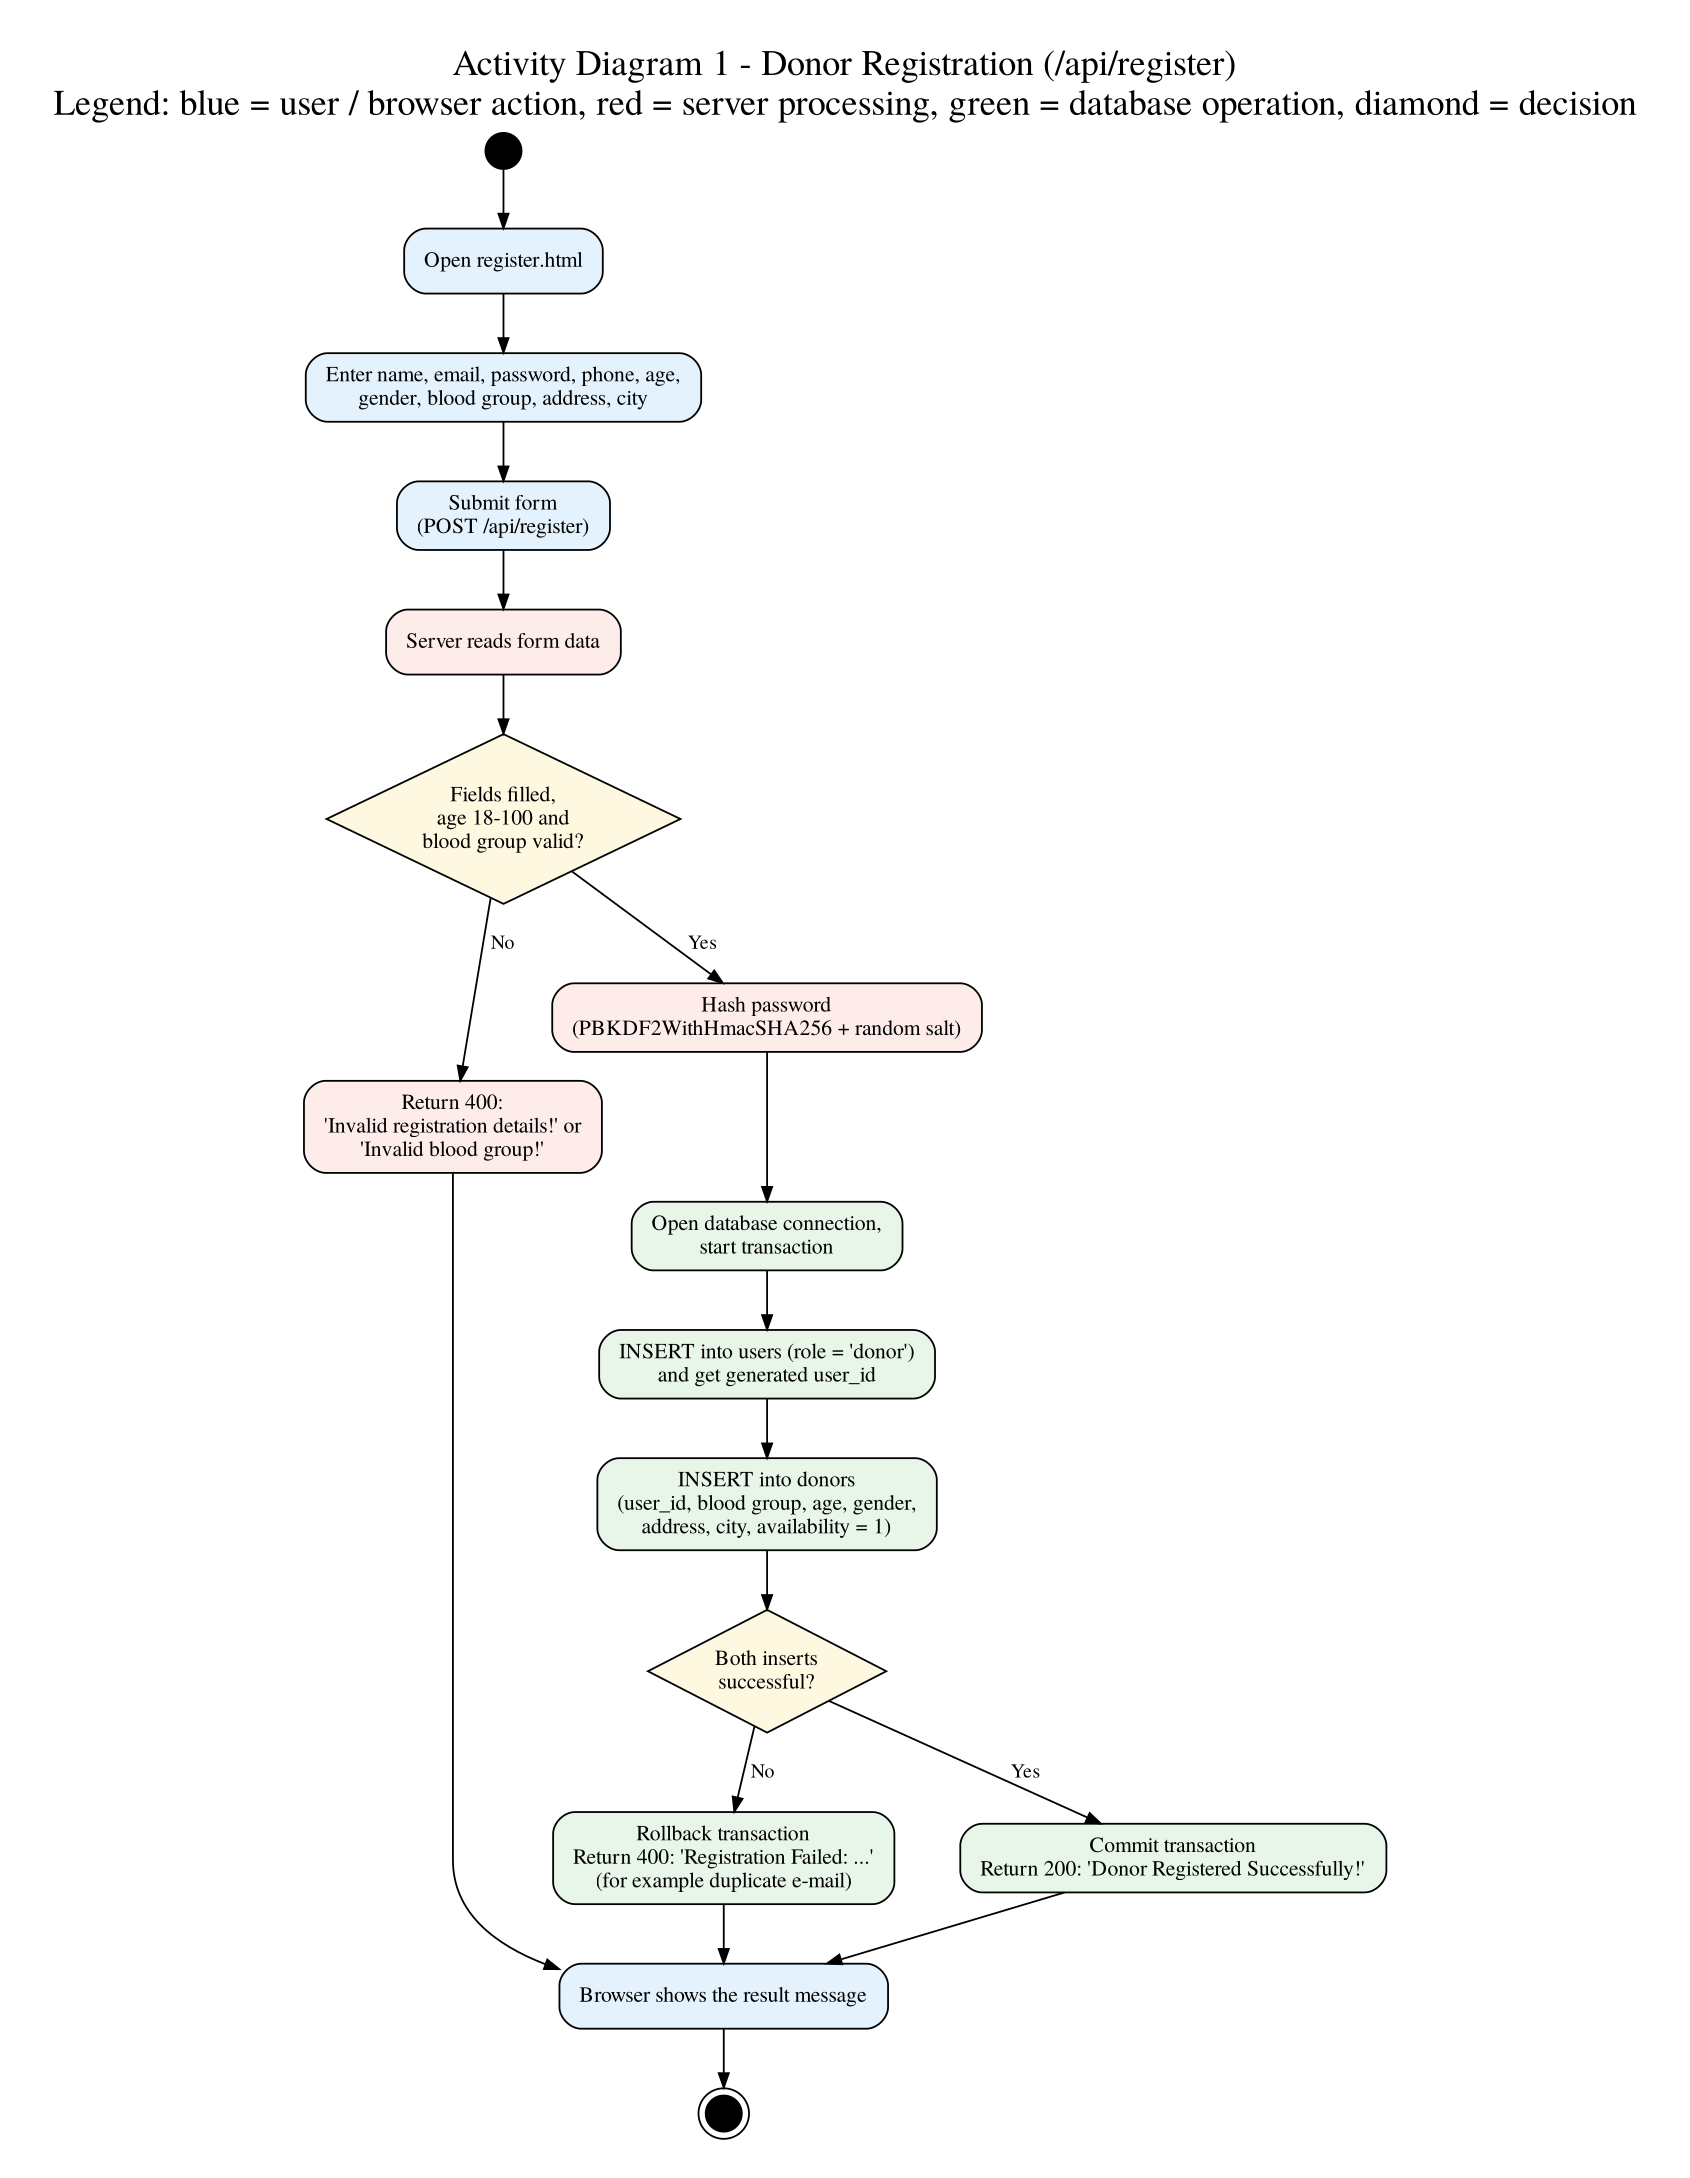 Activity Diagram 1 - Donor Registration (/api/register)
Legend: blue = user / browser action, red = server processing, green = database operation, diamond = decision
Open register.html
Enter name, email, password, phone, age,
gender, blood group, address, city
Submit form
(POST /api/register)
Server reads form data
Fields filled,
age 18-100 and
blood group valid?
No
Yes
Hash password
(PBKDF2WithHmacSHA256 + random salt)
Return 400:
'Invalid registration details!' or
'Invalid blood group!'
Open database connection,
start transaction
INSERT into users (role = 'donor')
and get generated user_id
INSERT into donors
(user_id, blood group, age, gender,
address, city, availability = 1)
Both inserts
successful?
No
Yes
Rollback transaction
Return 400: 'Registration Failed: ...'
(for example duplicate e-mail)
Commit transaction
Return 200: 'Donor Registered Successfully!'
Browser shows the result message